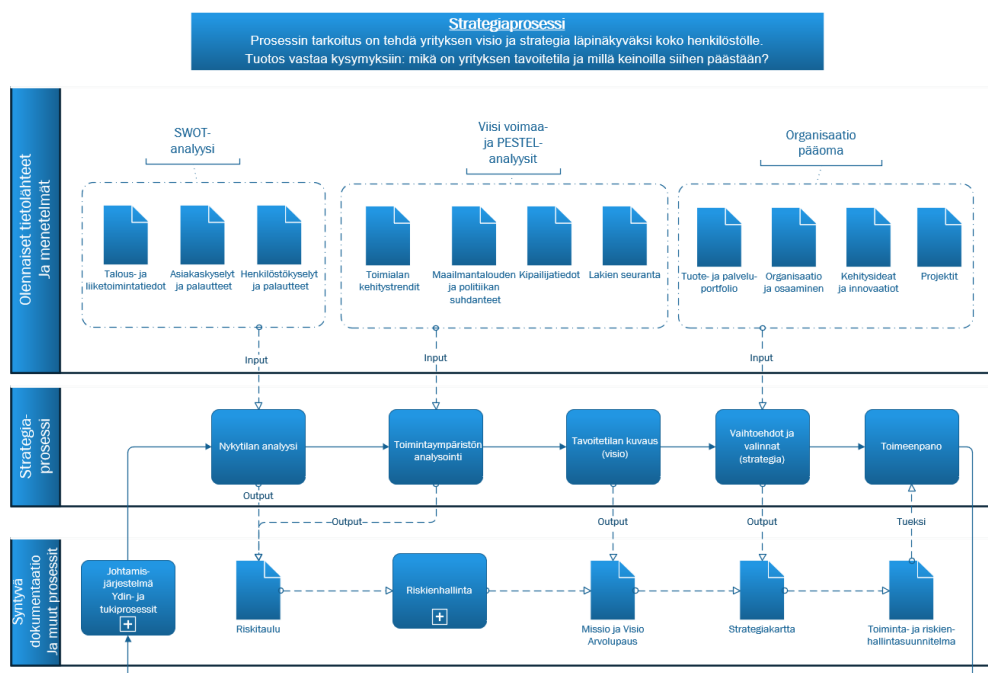 Strategiaprosessi
Prosessin tarkoitus on tehdä yrityksen visio ja strategia läpinäkyväksi koko henkilöstölle.
Tuotos vastaa kysymyksiin: mikä on yrityksen tavoitetila ja millä keinoilla siihen päästään?
Olennaiset tietolähteet
Ja menetelmät
SWOT-
analyysi
Viisi voimaa-
ja PESTEL-
analyysit
Organisaatio
pääoma
Talous- ja
liiketoimintatiedot
Asiakaskyselyt
ja palautteet
Henkilöstökyselyt
ja palautteet
Toimialan
kehitystrendit
Maailmantalouden
ja politiikan
suhdanteet
Kipailijatiedot
Lakien seuranta
Tuote- ja palvelu-
portfolio
Organisaatio
ja osaaminen
Kehitysideat
ja innovaatiot
Projektit
Input
Input
Input
Strategia-
prosessi
Nykytilan analyysi
Toimintaympäristön
analysointi
Tavoitetilan kuvaus
(visio)
Vaihtoehdot ja
valinnat
(strategia)
Toimeenpano
Output
Output
Output
Output
Tueksi
Syntyvä
dokumentaatio
Ja muut prosessit
Johtamis-
järjestelmä
Ydin- ja
tukiprosessit
Riskitaulu
Riskienhallinta
Missio ja Visio
Arvolupaus
Strategiakartta
Toiminta- ja riskien-
hallintasuunnitelma